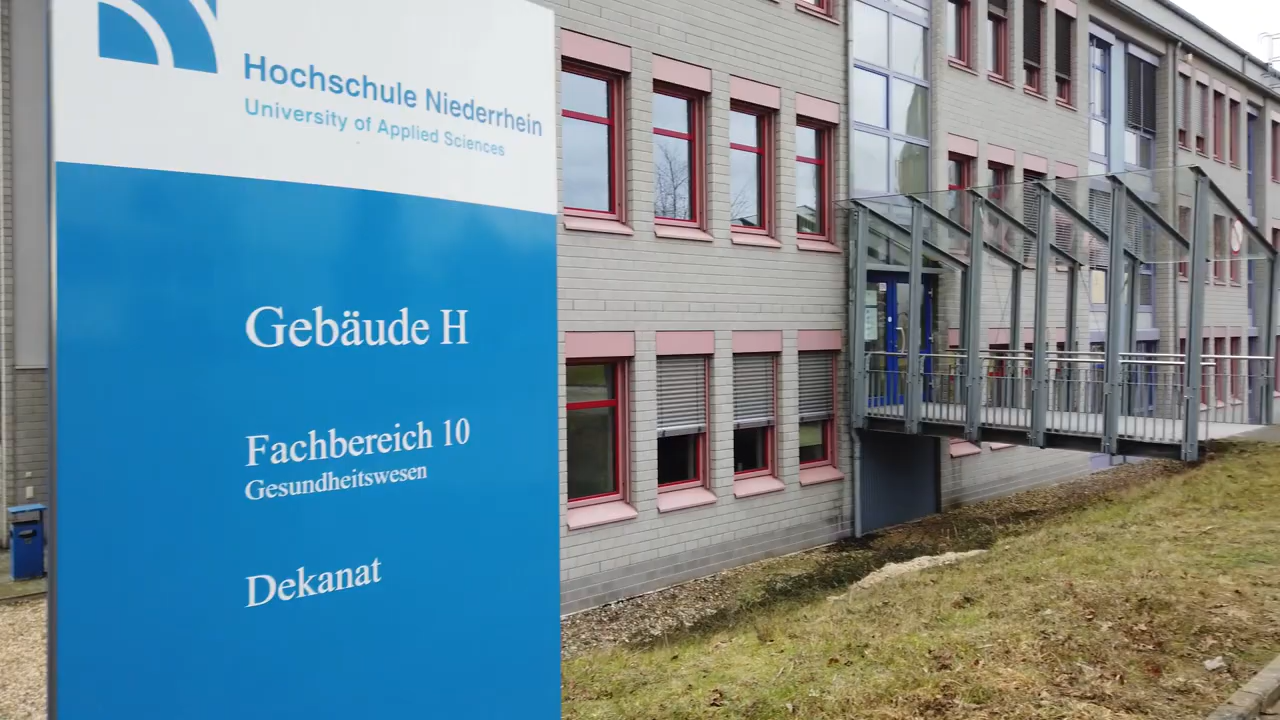 Hochschule Niederrhein
University of Applied Sciences
Gebäude H
Fachbereich 10
Gesundheitswesen
Dekanat